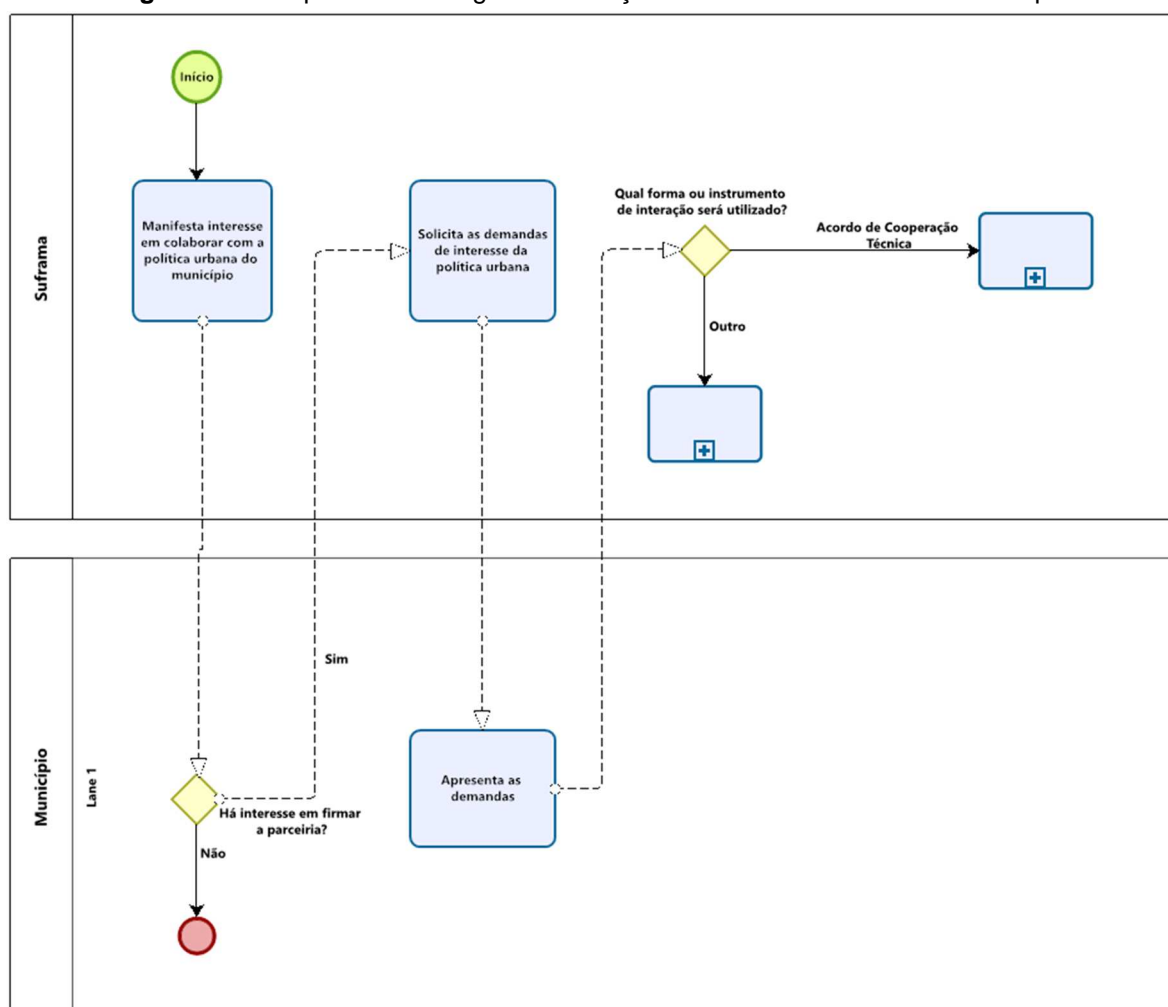 Início
Suframa
Manifesta interesse
em colaborar com a
política urbana do
município
Solicita as demandas
de interesse da
política urbana
Qual forma ou instrumento
de interação será utilizado?
Acordo de Cooperação
Técnica
Outro
Município
Lane 1
Sim
Há interesse em firmar
a parceiria?
Não
Apresenta as
demandas